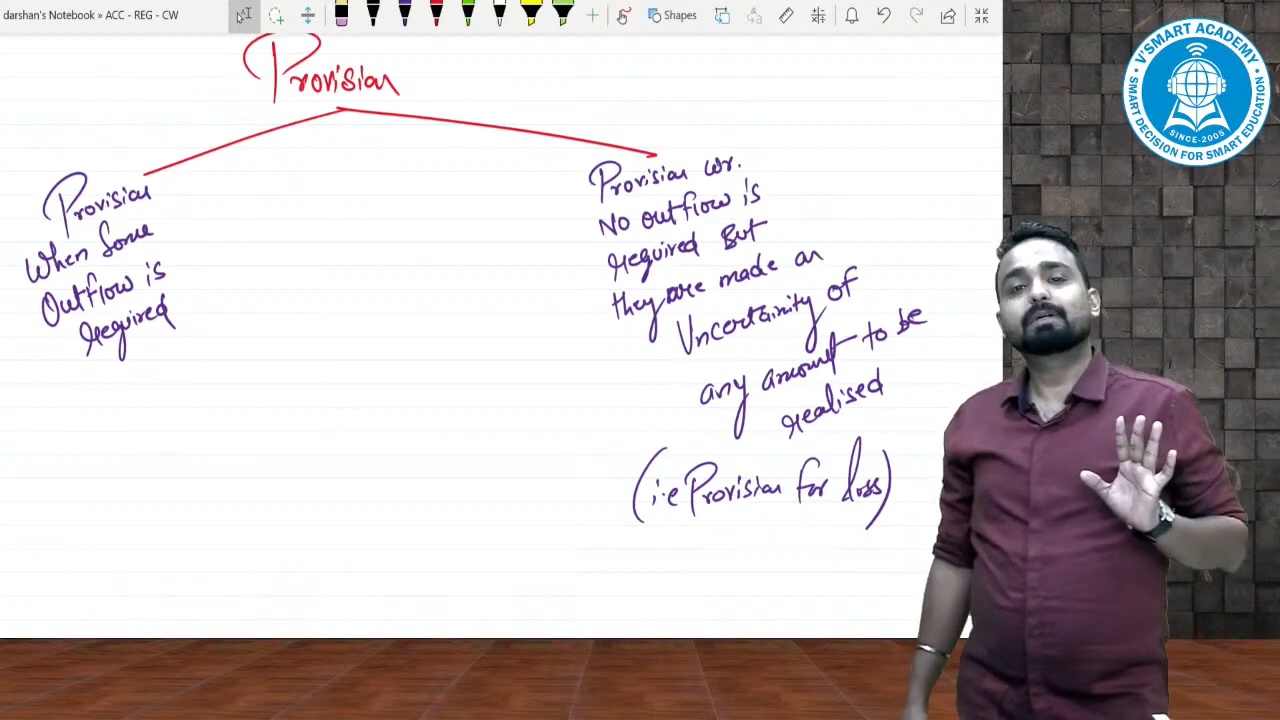 darshan's Notebook » ACC - REG - CW
Shapes
V'SMART ACADEMY
SINCE-2005
SMART DECISION FOR SMART EDUCATION
Provision
Provision
When Some
Outflow is
required
Provision wr.
No outflow is
required But
they are made on
Uncertainity of
any amount to be
realised
(i.e Provision for loss)